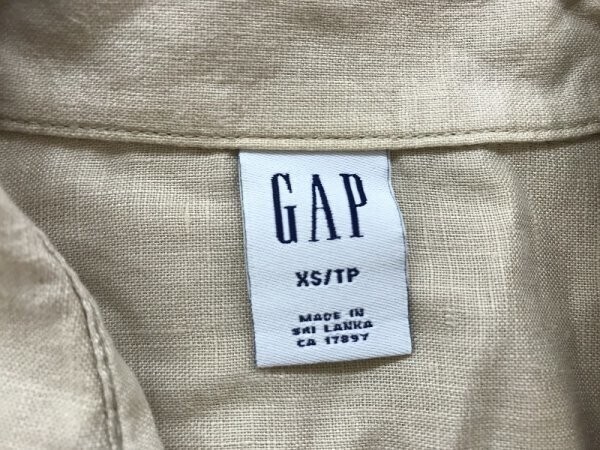 GAP
XS/TP
MADE IN
SRI LANKA
CA 17897